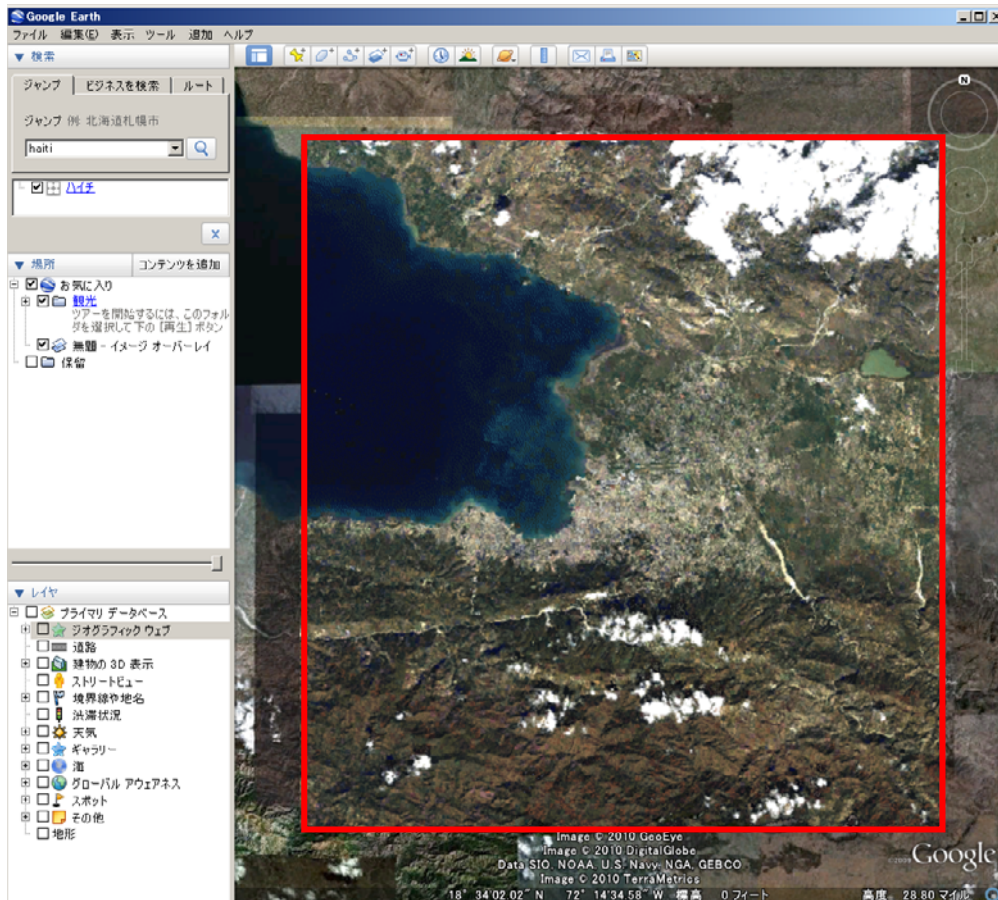 Google Earth
ファイル 編集(E) 表示 ツール 追加 ヘルプ
▼ 検索
ジャンプ ビジネスを検索 ルート
ジャンプ 例: 北海道札幌市
haiti
ハイチ
▼ 場所 コンテンツを追加
お気に入り
観光
ツアーを開始するには、このフォル
ダを選択して下の [再生] ボタン
無題 - イメージ オーバーレイ
保留
▼ レイヤ
プライマリ データベース
ジオグラフィック ウェブ
道路
建物の 3D 表示
ストリートビュー
境界線や地名
渋滞状況
天気
ギャラリー
海
グローバル アウェアネス
スポット
その他
地形
N
Image © 2010 GeoEye
Image © 2010 DigitalGlobe
Data SIO, NOAA, U.S. Navy, NGA, GEBCO
Image © 2010 TerraMetrics
©2009 Google
18° 34'02.02" N 72° 14'34.58" W 標高 0 フィート 高度 28.80 マイル